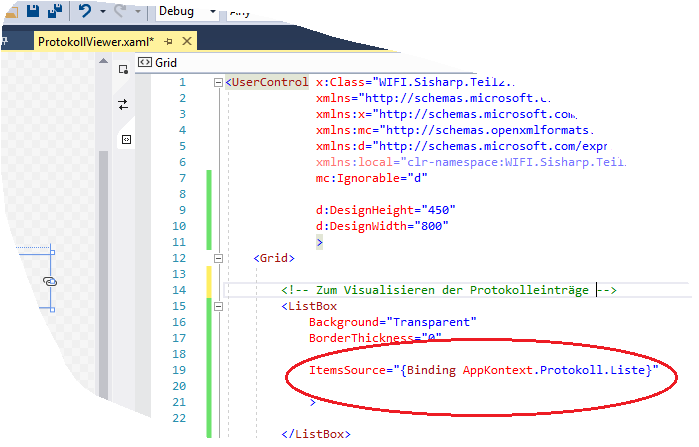 Debug
Any
ProtokollViewer.xaml*
Grid
1 <UserControl x:Class="WIFI.Sisharp.Teil2.
2 xmlns="http://schemas.microsoft.c
3 xmlns:x="http://schemas.microsoft.com
4 xmlns:mc="http://schemas.openxmlformats.
5 xmlns:d="http://schemas.microsoft.com/expr
6 xmlns:local="clr-namespace:WIFI.Sisharp.Teil
7 mc:Ignorable="d"
8
9 d:DesignHeight="450"
10 d:DesignWidth="800"
11 >
12 <Grid>
13
14 <!-- Zum Visualisieren der Protokolleinträge -->
15 <ListBox
16 Background="Transparent"
17 BorderThickness="0"
18
19 ItemsSource="{Binding AppKontext.Protokoll.Liste}"
20
21 >
22
</ListBox>